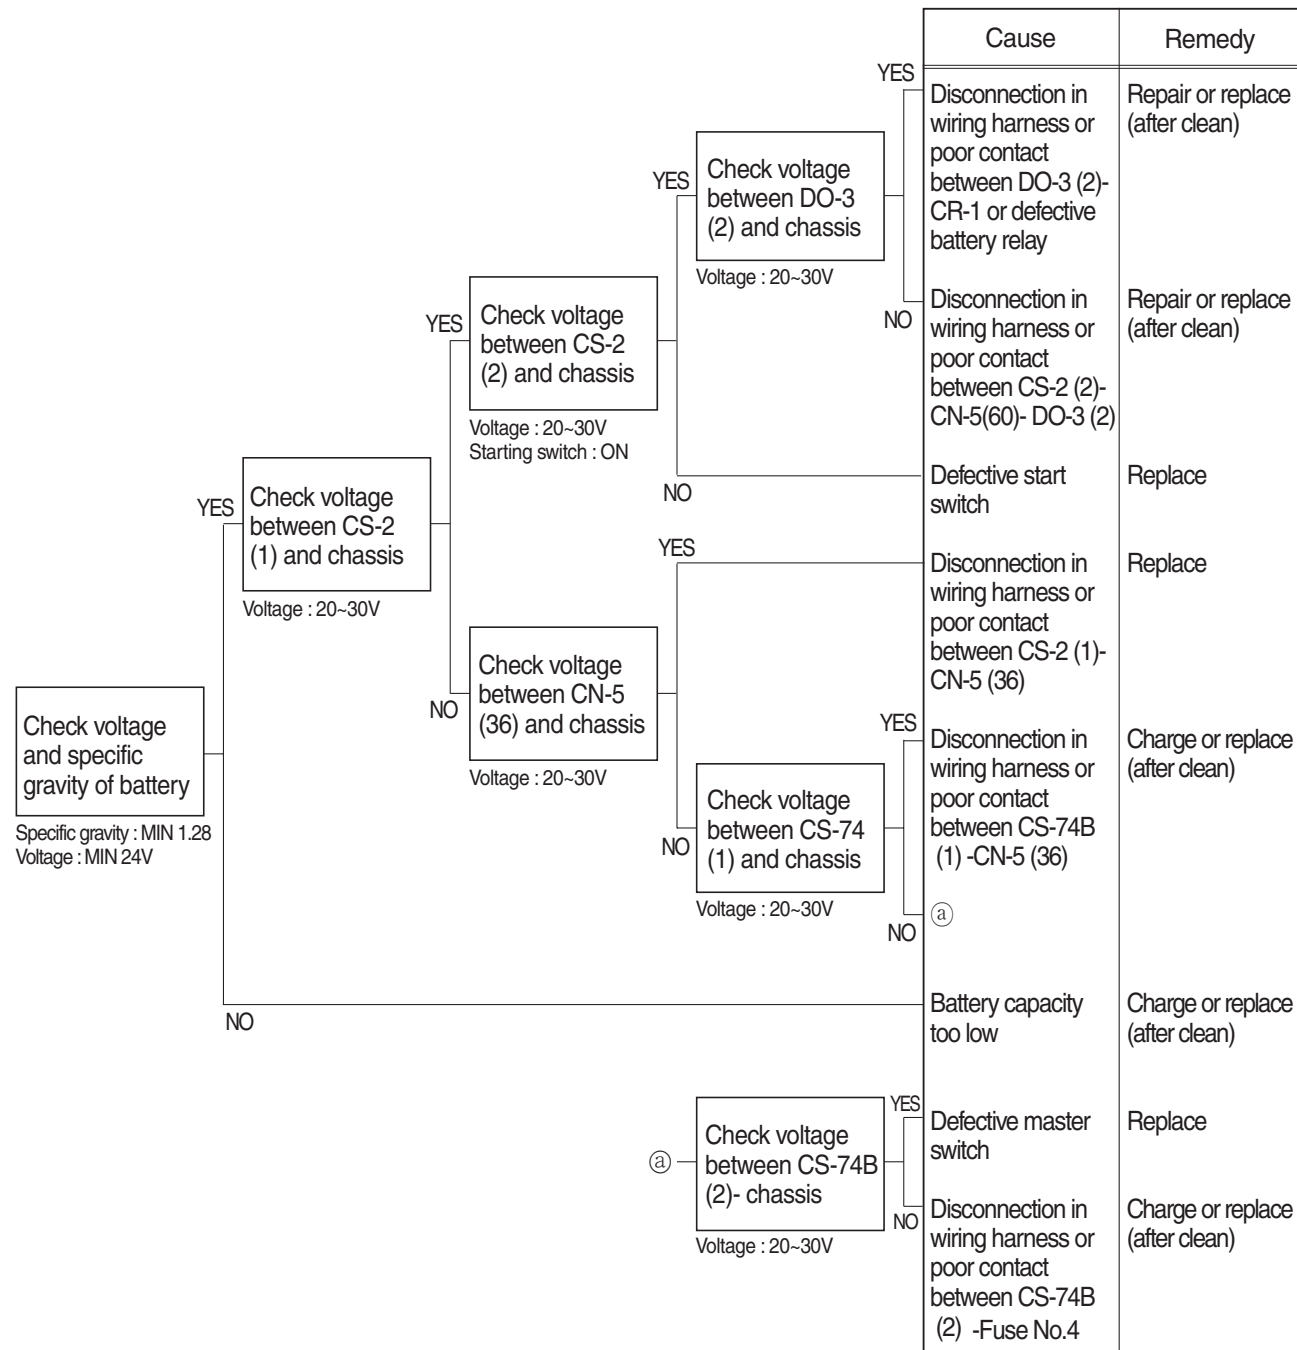 Cause
Remedy
YES
Disconnection in
wiring harness or
poor contact
between DO-3 (2)-
CR-1 or defective
battery relay
Repair or replace
(after clean)
YES
Check voltage
between DO-3
(2) and chassis
Voltage : 20~30V
NO
Disconnection in
wiring harness or
poor contact
between CS-2 (2)-
CN-5(60)- DO-3 (2)
Repair or replace
(after clean)
YES
Check voltage
between CS-2
(2) and chassis
Voltage : 20~30V
Starting switch : ON
NO
Defective start
switch
Replace
YES
Check voltage
between CS-2
(1) and chassis
Voltage : 20~30V
YES
Disconnection in
wiring harness or
poor contact
between CS-2 (1)-
CN-5 (36)
Replace
NO
Check voltage
between CN-5
(36) and chassis
Voltage : 20~30V
Check voltage
and specific
gravity of battery
Specific gravity : MIN 1.28
Voltage : MIN 24V
YES
Disconnection in
wiring harness or
poor contact
between CS-74B
(1) -CN-5 (36)
Charge or replace
(after clean)
NO
Check voltage
between CS-74
(1) and chassis
Voltage : 20~30V
NO
ⓐ
NO
Battery capacity
too low
Charge or replace
(after clean)
ⓐ
Check voltage
between CS-74B
(2)- chassis
Voltage : 20~30V
YES
Defective master
switch
Replace
NO
Disconnection in
wiring harness or
poor contact
between CS-74B
(2) -Fuse No.4
Charge or replace
(after clean)